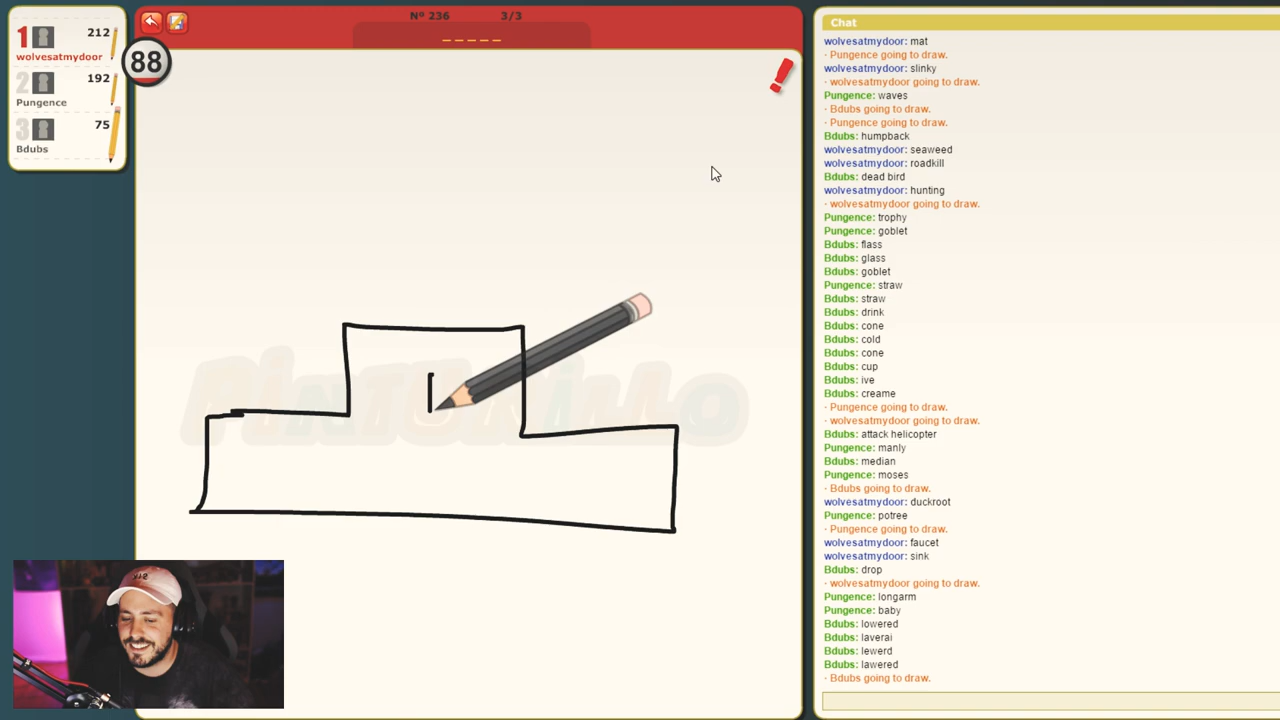 Nº 236 3/3
_ _ _ _ _
1 212
wolvesatmydoor
88
2 192
Pungence
3 75
Bdubs
Pinturillo
Chat
wolvesatmydoor: mat
· Pungence going to draw.
wolvesatmydoor: slinky
· wolvesatmydoor going to draw.
Pungence: waves
· Bdubs going to draw.
· Pungence going to draw.
Bdubs: humpback
wolvesatmydoor: seaweed
wolvesatmydoor: roadkill
Bdubs: dead bird
wolvesatmydoor: hunting
· wolvesatmydoor going to draw.
Pungence: trophy
Pungence: goblet
Bdubs: flass
Bdubs: glass
Bdubs: goblet
Pungence: straw
Bdubs: straw
Bdubs: drink
Bdubs: cone
Bdubs: cold
Bdubs: cone
Bdubs: cup
Bdubs: ive
Bdubs: creame
· Pungence going to draw.
· wolvesatmydoor going to draw.
Bdubs: attack helicopter
Pungence: manly
Bdubs: median
Pungence: moses
· Bdubs going to draw.
wolvesatmydoor: duckroot
Pungence: potree
· Pungence going to draw.
wolvesatmydoor: faucet
wolvesatmydoor: sink
Bdubs: drop
· wolvesatmydoor going to draw.
Pungence: longarm
Pungence: baby
Bdubs: lowered
Bdubs: laverai
Bdubs: lewerd
Bdubs: lawered
· Bdubs going to draw.